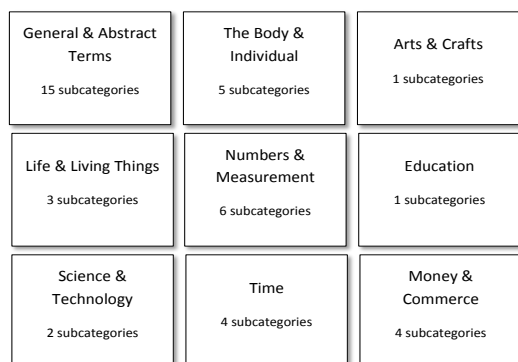 General & Abstract
Terms
15 subcategories
The Body &
Individual
5 subcategories
Arts & Crafts
1 subcategories
Life & Living Things
3 subcategories
Numbers &
Measurement
6 subcategories
Education
1 subcategories
Science &
Technology
2 subcategories
Time
4 subcategories
Money &
Commerce
4 subcategories